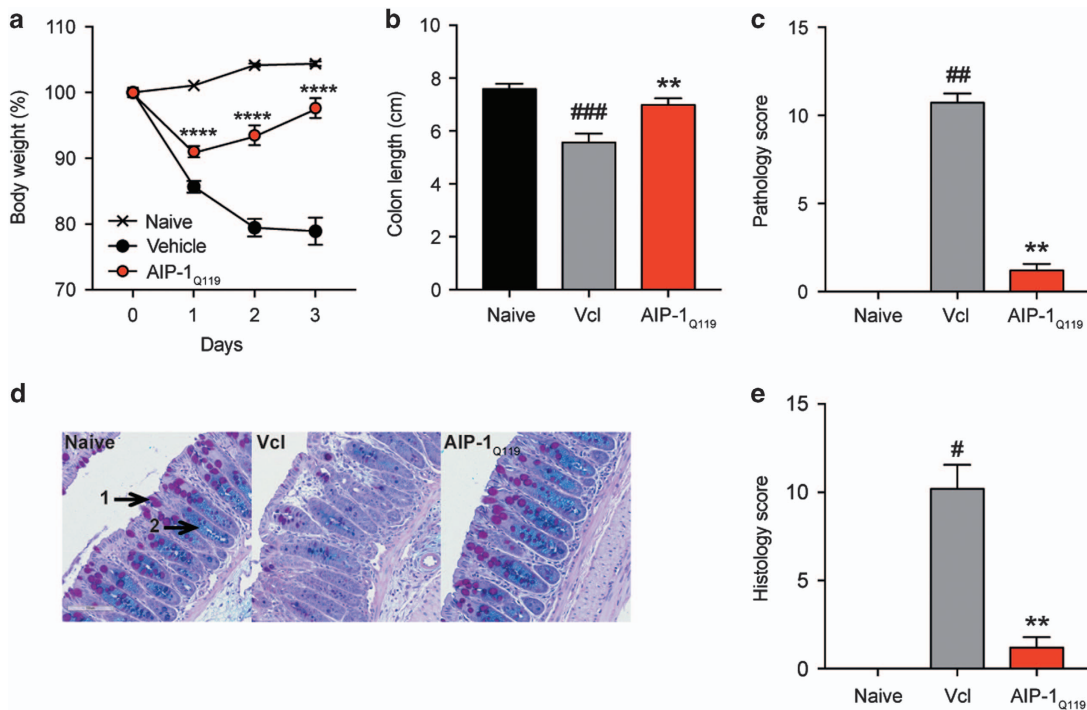 a
110
100
90
80
70
Body weight (%)
****
****
****
Naive
Vehicle
AIP-1Q119
0 1 2 3
Days
b
10
8
6
4
2
0
Colon length (cm)
###
**
Naive Vcl AIP-1Q119
c
15
10
5
0
Pathology score
##
**
Naive Vcl AIP-1Q119
d
Naive Vcl AIP-1Q119
1
2
e
15
10
5
0
Histology score
#
**
Naive Vcl AIP-1Q119